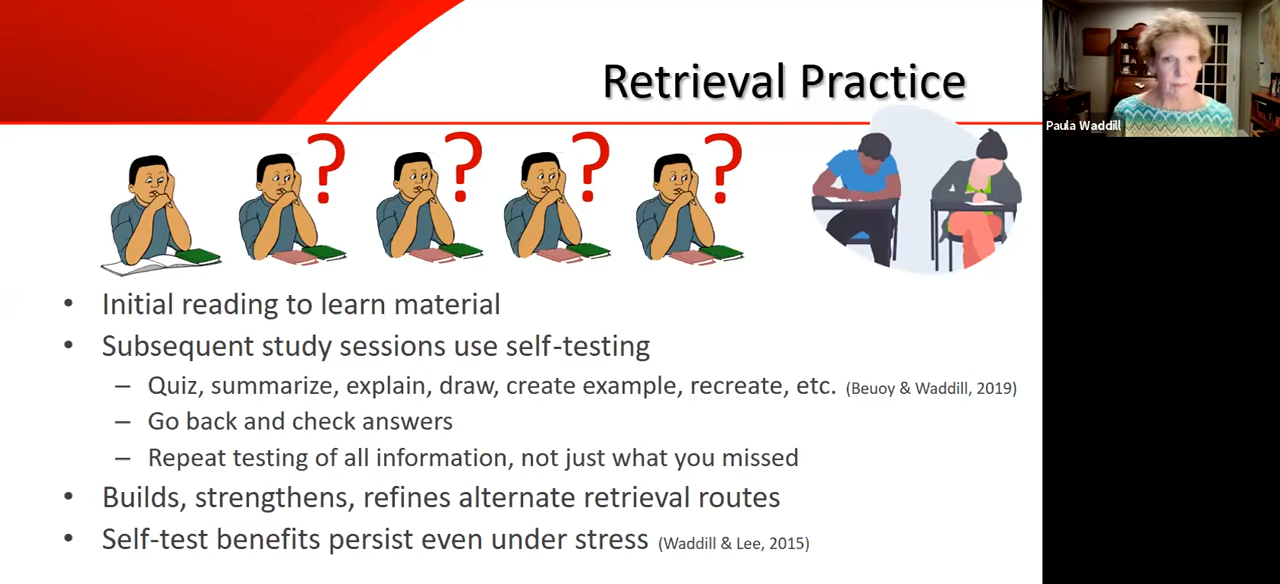 Retrieval Practice
Paula Waddill
? ? ? ?
• Initial reading to learn material
• Subsequent study sessions use self-testing
– Quiz, summarize, explain, draw, create example, recreate, etc. (Beuoy & Waddill, 2019)
– Go back and check answers
– Repeat testing of all information, not just what you missed
• Builds, strengthens, refines alternate retrieval routes
• Self-test benefits persist even under stress (Waddill & Lee, 2015)